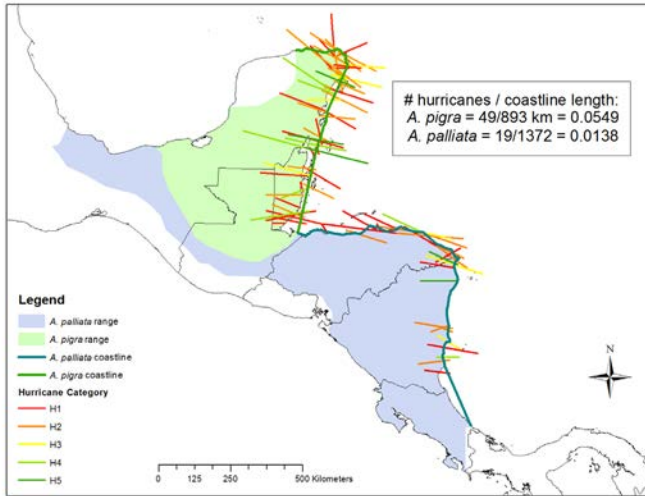 # hurricanes / coastline length:
A. pigra = 49/893 km = 0.0549
A. palliata = 19/1372 = 0.0138
Legend
A. palliata range
A. pigra range
A. palliata coastine
A. pigra coastline
Hurricane Category
H1
H2
H3
H4
H5
0 125 250 500 Kilometers
N